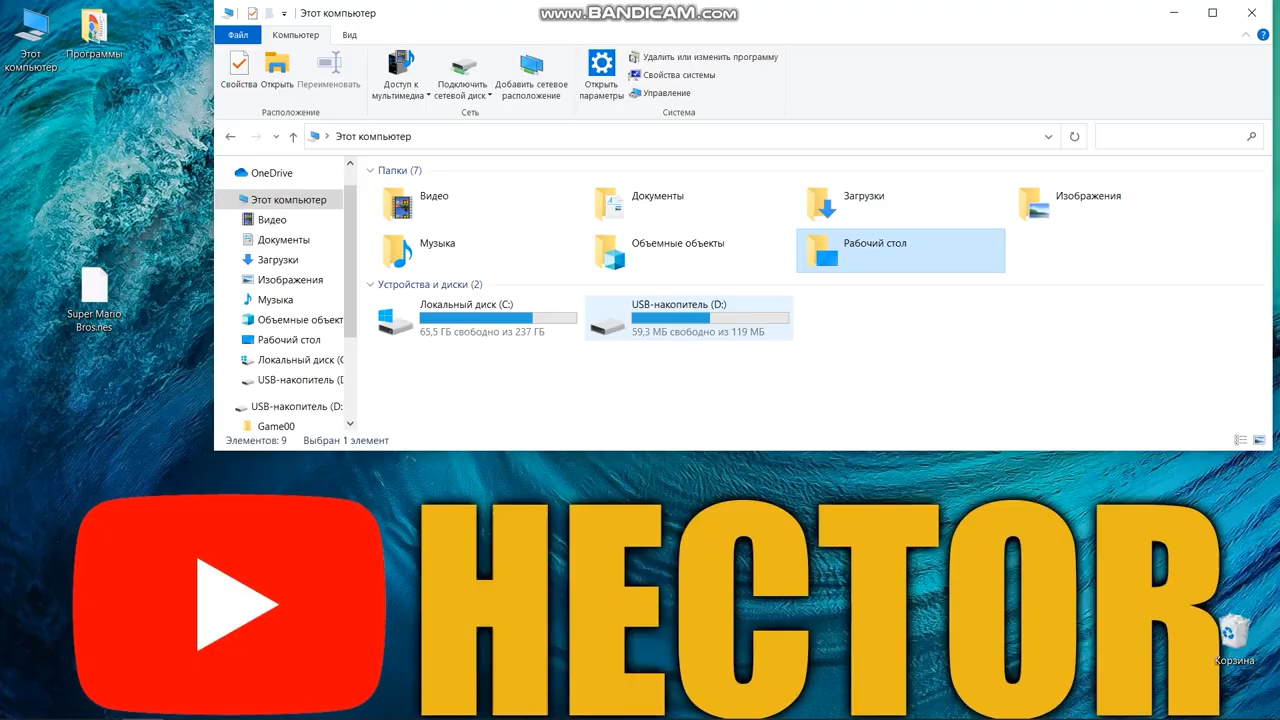 Этот компьютер
www.BANDICAM.com
Файл
Компьютер
Вид
Свойства
Открыть
Переименовать
Расположение
Доступ к
мультимедиа
Подключить
сетевой диск
Добавить сетевое
расположение
Сеть
Открыть
параметры
Удалить или изменить программу
Свойства системы
Управление
Система
Этот компьютер
OneDrive
Этот компьютер
Видео
Документы
Загрузки
Изображения
Музыка
Объемные объект
Рабочий стол
Локальный диск (C
USB-накопитель (D
USB-накопитель (D:
Game00
Папки (7)
Видео
Документы
Загрузки
Изображения
Музыка
Объемные объекты
Рабочий стол
Устройства и диски (2)
Локальный диск (C:)
65,5 ГБ свободно из 237 ГБ
USB-накопитель (D:)
59,3 МБ свободно из 119 МБ
Элементов: 9
Выбран 1 элемент
Этот
компьютер
Программы
Super Mario
Bros.nes
HECTOR
Корзина